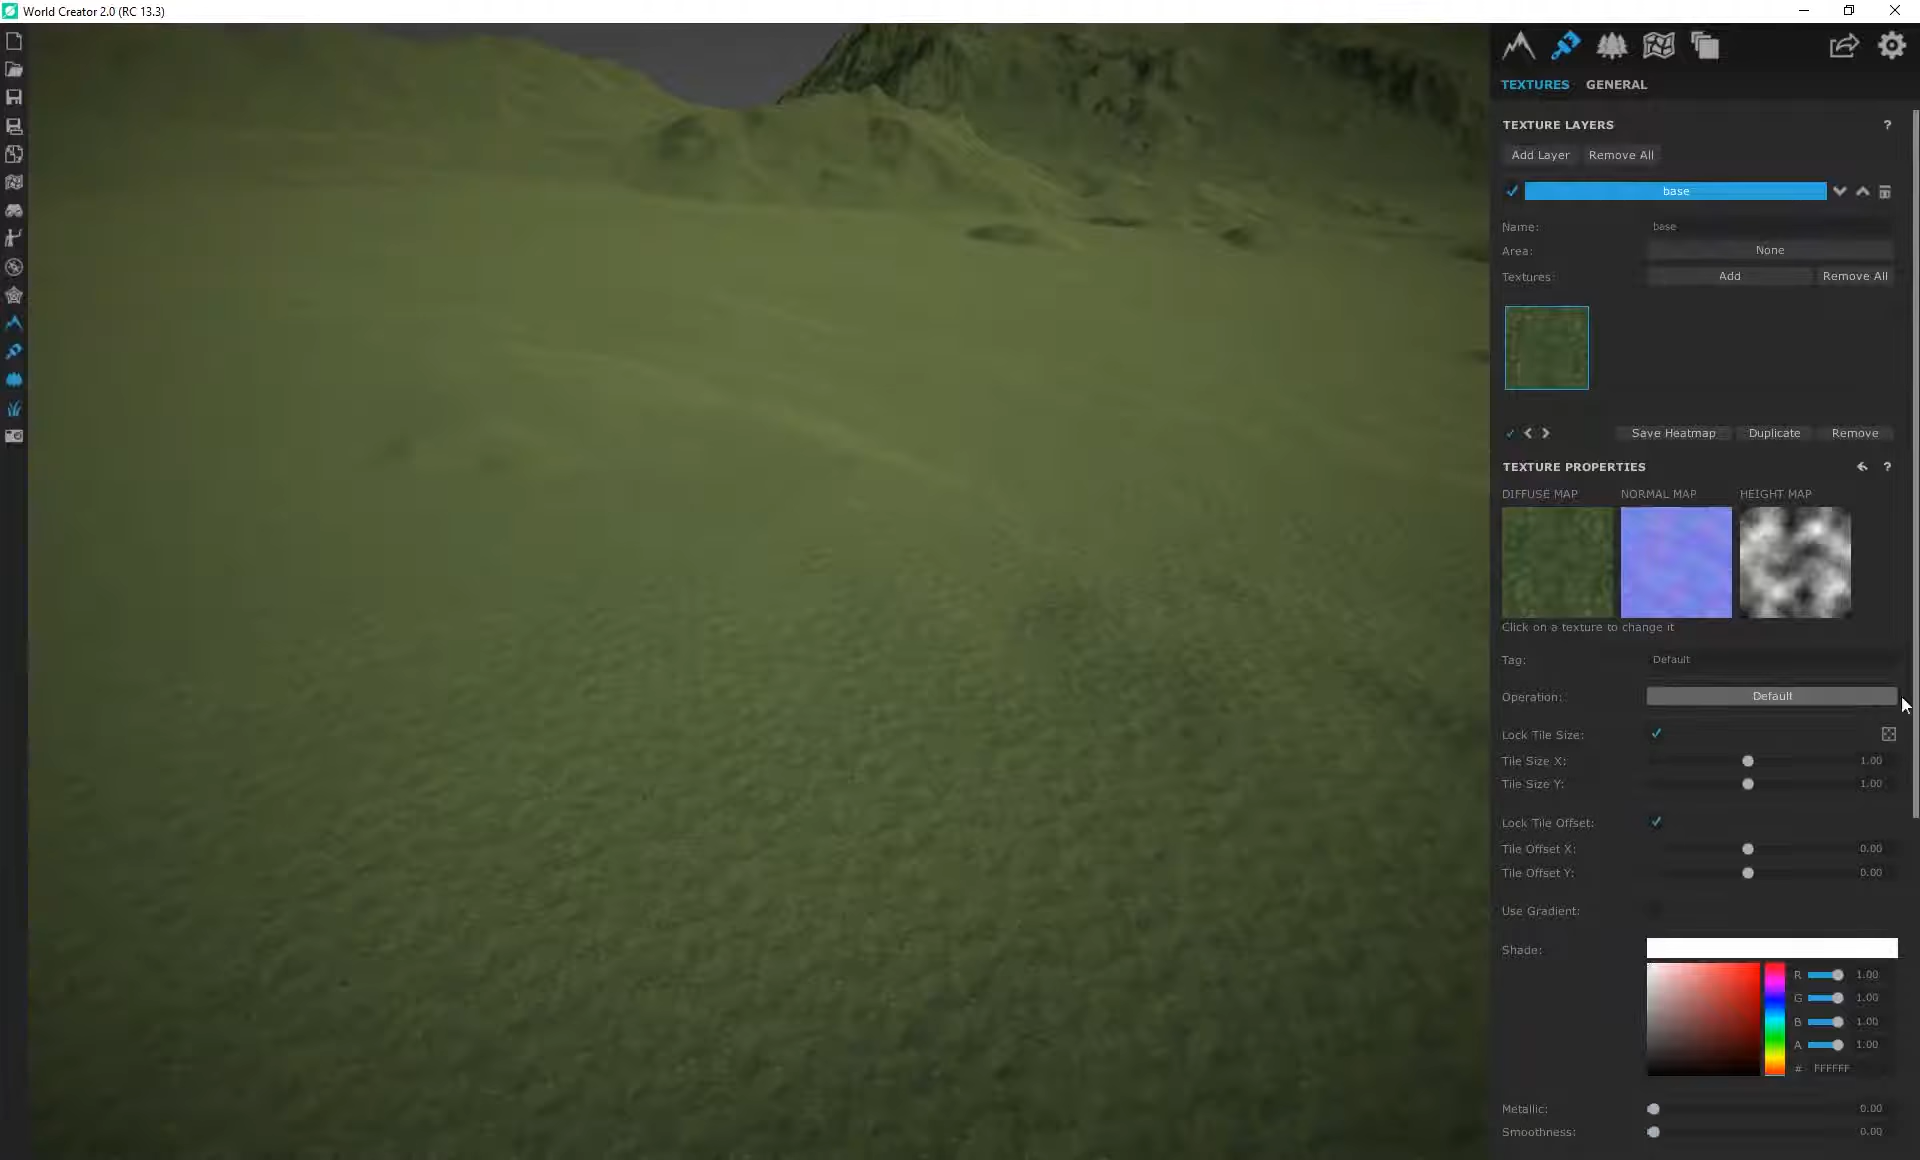 World Creator 2.0 (RC 13.3)
TEXTURES GENERAL
TEXTURE LAYERS ?
Add Layer Remove All
base
Name: base
Area: None
Textures: Add Remove All
Save Heatmap Duplicate Remove
TEXTURE PROPERTIES ?
DIFFUSE MAP NORMAL MAP HEIGHT MAP
Click on a texture to change it
Tag: Default
Operation: Default
Lock Tile Size:
Tile Size X: 1.00
Tile Size Y: 1.00
Lock Tile Offset:
Tile Offset X: 0.00
Tile Offset Y: 0.00
Use Gradient:
Shade:
R 1.00
G 1.00
B 1.00
A 1.00
# FFFFFF
Metallic: 0.00
Smoothness: 0.00